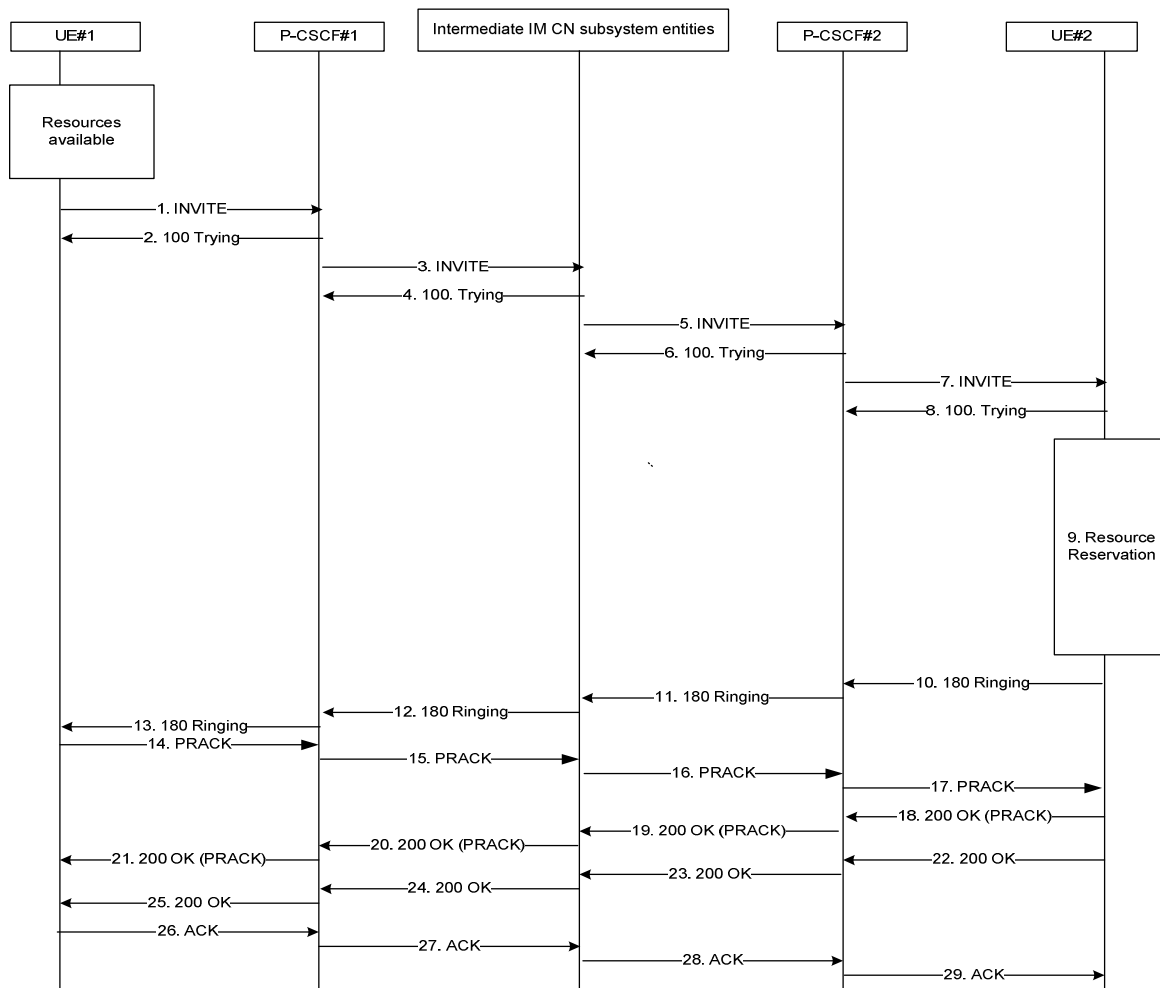 UE#1
P-CSCF#1
Intermediate IM CN subsystem entities
P-CSCF#2
UE#2
Resources
available
1. INVITE
2. 100 Trying
3. INVITE
4. 100. Trying
5. INVITE
6. 100. Trying
7. INVITE
8. 100. Trying
9. Resource
Reservation
10. 180 Ringing
11. 180 Ringing
12. 180 Ringing
13. 180 Ringing
14. PRACK
15. PRACK
16. PRACK
17. PRACK
18. 200 OK (PRACK)
19. 200 OK (PRACK)
20. 200 OK (PRACK)
21. 200 OK (PRACK)
22. 200 OK
23. 200 OK
24. 200 OK
25. 200 OK
26. ACK
27. ACK
28. ACK
29. ACK